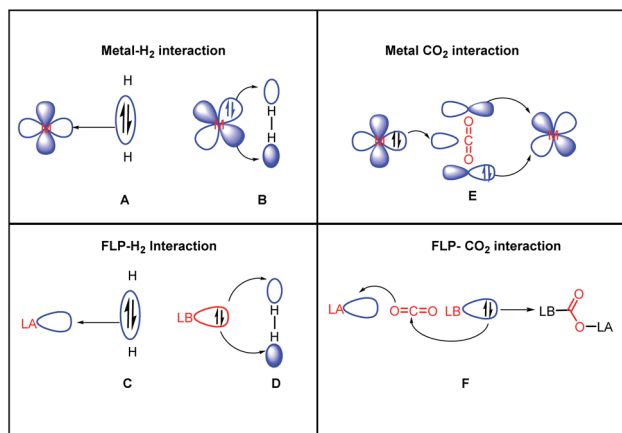 Metal-H2 interaction
H
M
H
A
M
H
H
B
Metal CO2 interaction
M
O=C=O
M
E
FLP-H2 Interaction
H
LA
H
C
LB
H
H
D
FLP- CO2 interaction
LA
O=C=O
LB
LB-C
O
O-LA
F